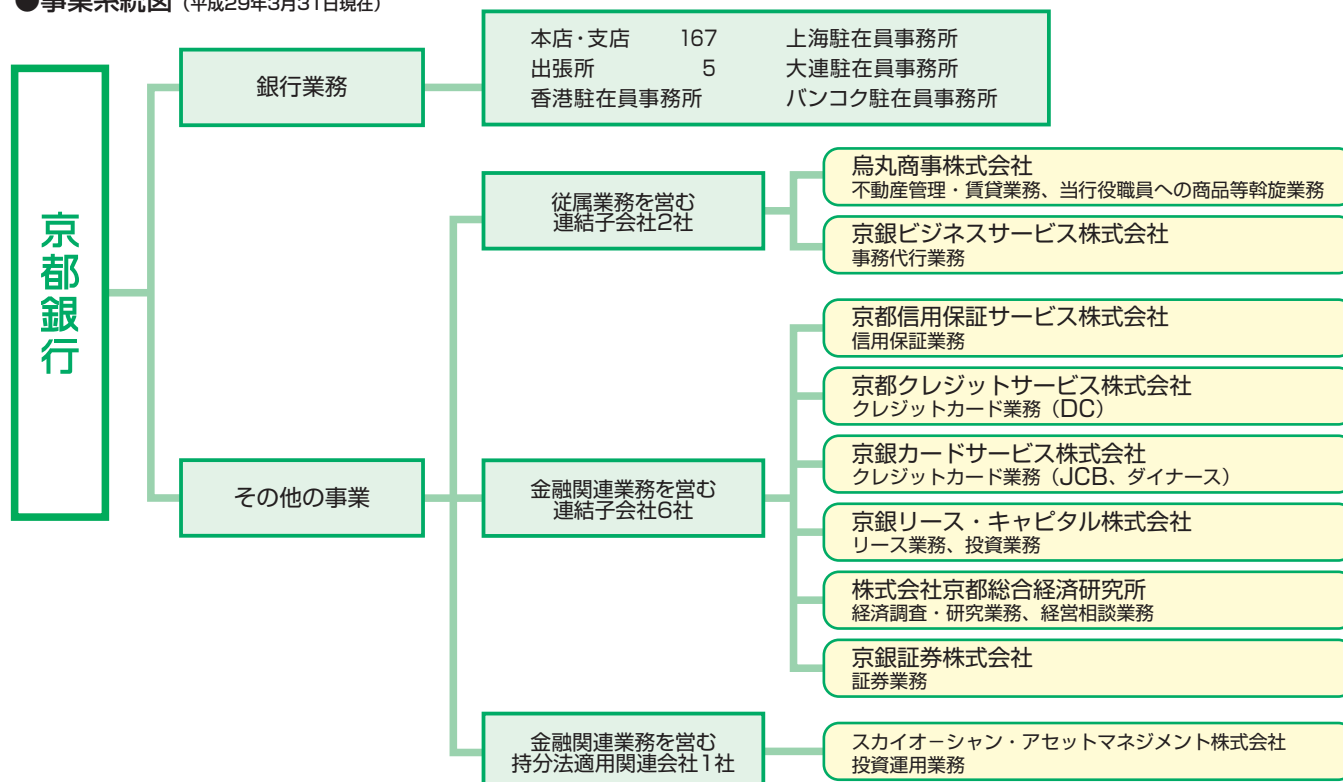 ●事業系統図（平成29年3月31日現在）
京都銀行
銀行業務
本店・支店 167 上海駐在員事務所
出張所 5 大連駐在員事務所
香港駐在員事務所 バンコク駐在員事務所
その他の事業
従属業務を営む
連結子会社2社
烏丸商事株式会社
不動産管理・賃貸業務、当行役職員への商品等斡旋業務
京銀ビジネスサービス株式会社
事務代行業務
金融関連業務を営む
連結子会社6社
京都信用保証サービス株式会社
信用保証業務
京都クレジットサービス株式会社
クレジットカード業務（DC）
京銀カードサービス株式会社
クレジットカード業務（JCB、ダイナース）
京銀リース・キャピタル株式会社
リース業務、投資業務
株式会社京都総合経済研究所
経済調査・研究業務、経営相談業務
京銀証券株式会社
証券業務
金融関連業務を営む
持分法適用関連会社1社
スカイオーシャン・アセットマネジメント株式会社
投資運用業務